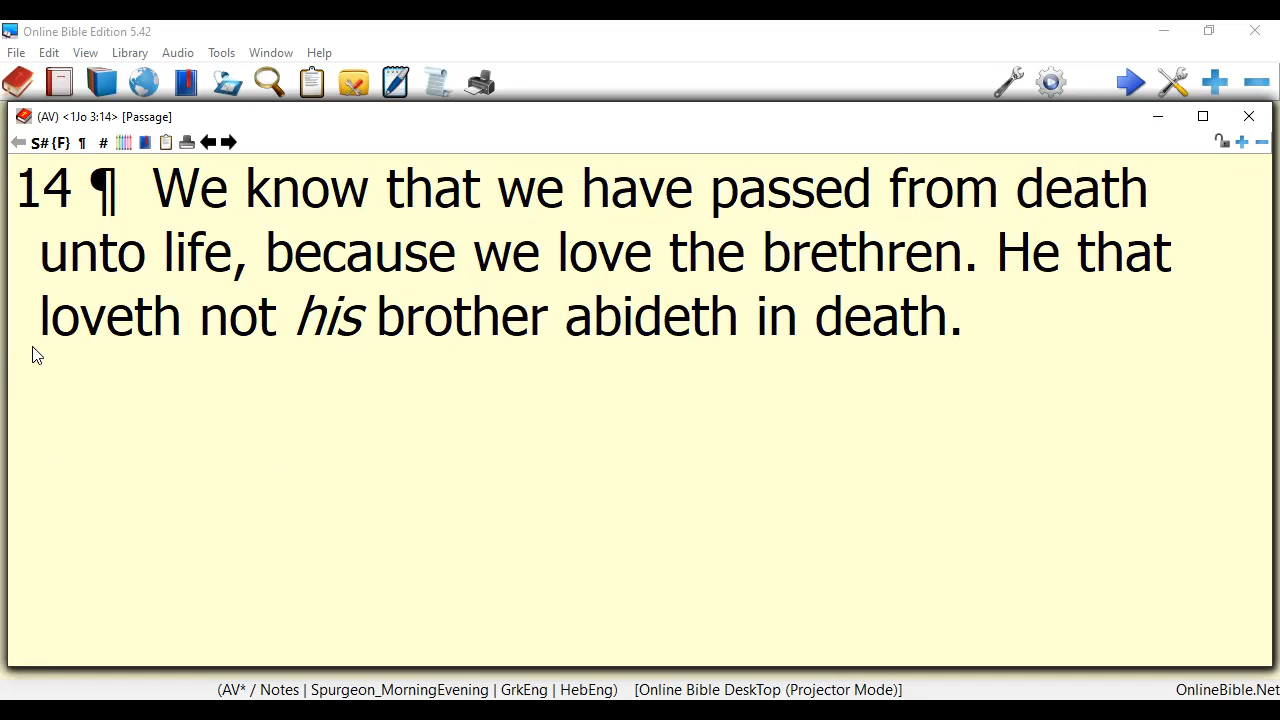 Online Bible Edition 5.42
File Edit View Library Audio Tools Window Help
(AV) <1Jo 3:14> [Passage]
S# {F} ¶ #
14 ¶ We know that we have passed from death
unto life, because we love the brethren. He that
loveth not his brother abideth in death.
(AV* / Notes | Spurgeon_MorningEvening | GrkEng | HebEng) [Online Bible DeskTop (Projector Mode)] OnlineBible.Net